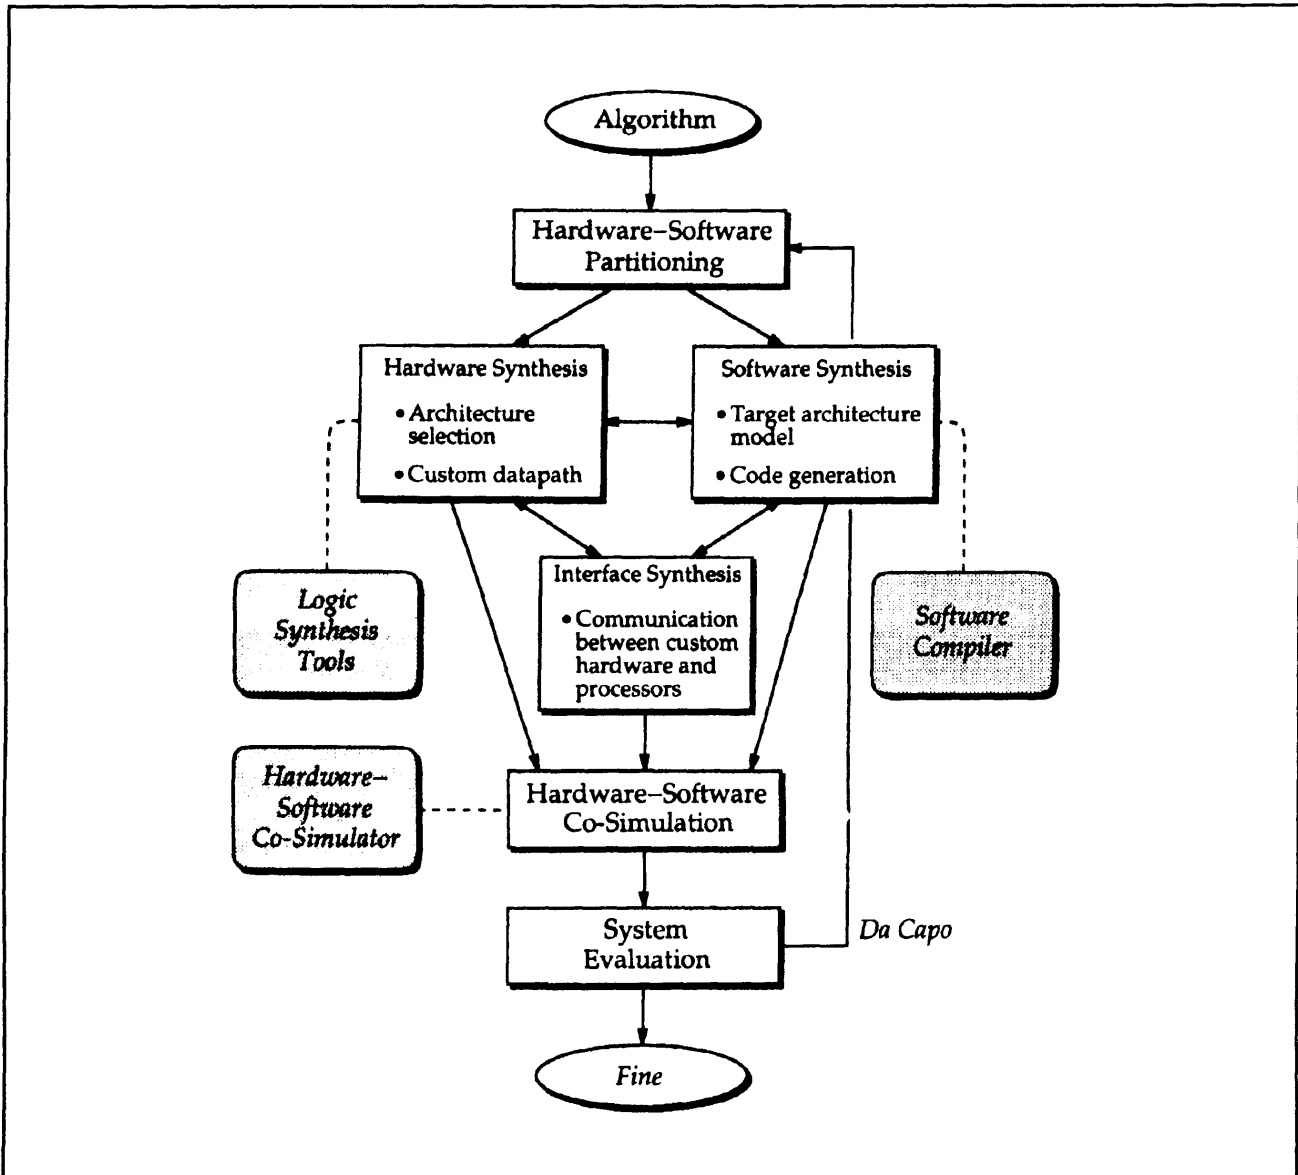 Algorithm
Hardware–Software
Partitioning
Hardware Synthesis
• Architecture
selection
• Custom datapath
Software Synthesis
• Target architecture
model
• Code generation
Interface Synthesis
• Communication
between custom
hardware and
processors
Logic
Synthesis
Tools
Software
Compiler
Hardware–
Software
Co-Simulator
Hardware–Software
Co-Simulation
System
Evaluation
Da Capo
Fine